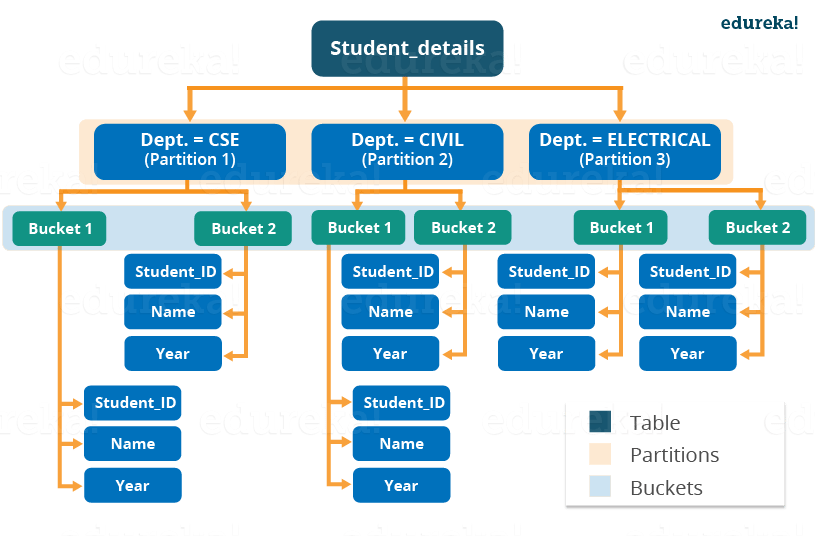 edureka!
Student_details
Dept. = CSE
(Partition 1)
Dept. = CIVIL
(Partition 2)
Dept. = ELECTRICAL
(Partition 3)
Bucket 1
Bucket 2
Bucket 1
Bucket 2
Bucket 1
Bucket 2
Student_ID
Student_ID
Student_ID
Student_ID
Name
Name
Name
Name
Year
Year
Year
Year
Student_ID
Student_ID
Name
Name
Year
Year
Table
Partitions
Buckets